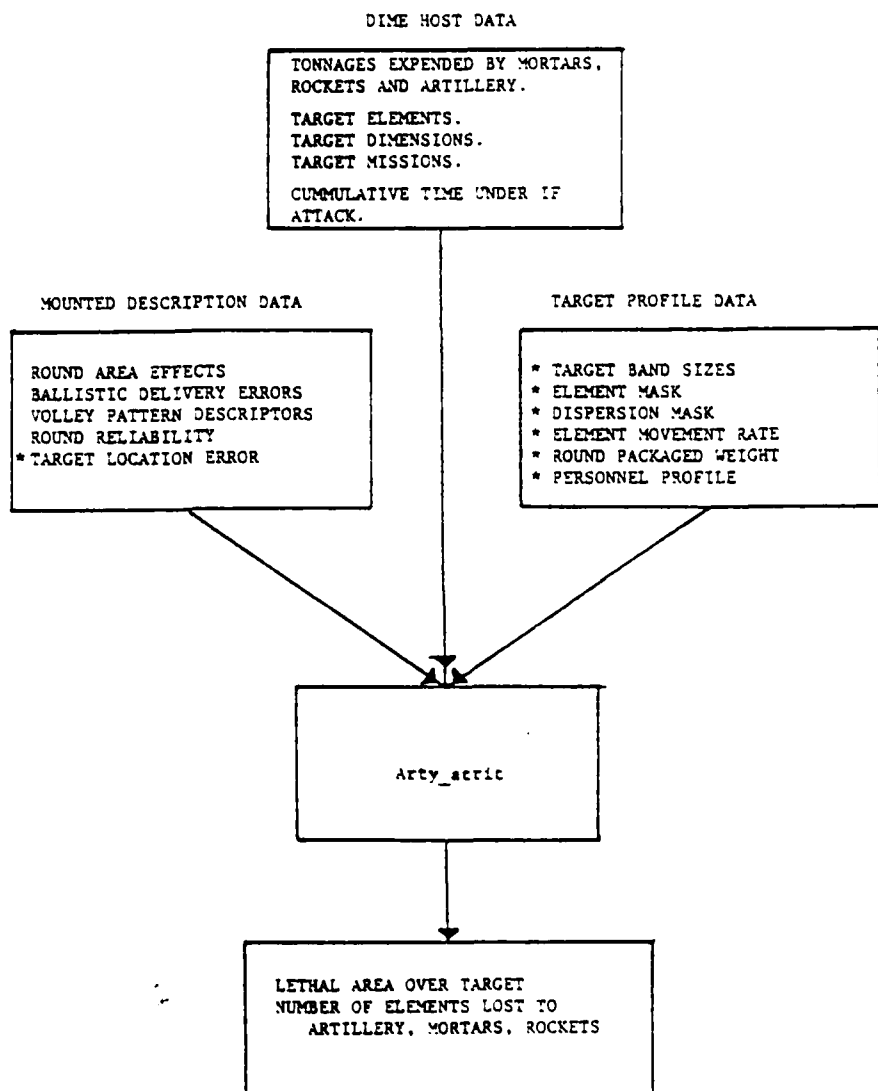 DIME HOST DATA
TONNAGES EXPENDED BY MORTARS,
ROCKETS AND ARTILLERY.
TARGET ELEMENTS.
TARGET DIMENSIONS.
TARGET MISSIONS.
CUMMULATIVE TIME UNDER IF
ATTACK.
MOUNTED DESCRIPTION DATA
ROUND AREA EFFECTS
BALLISTIC DELIVERY ERRORS
VOLLEY PATTERN DESCRIPTORS
ROUND RELIABILITY
* TARGET LOCATION ERROR
TARGET PROFILE DATA
* TARGET BAND SIZES
* ELEMENT MASK
* DISPERSION MASK
* ELEMENT MOVEMENT RATE
* ROUND PACKAGED WEIGHT
* PERSONNEL PROFILE
Arty_atrit
LETHAL AREA OVER TARGET
NUMBER OF ELEMENTS LOST TO
ARTILLERY, MORTARS, ROCKETS